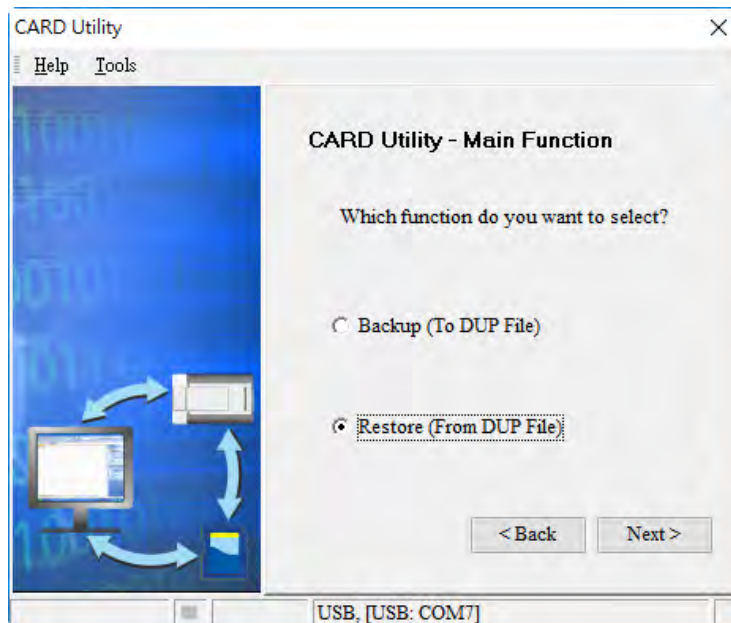 CARD Utility
Help Tools
CARD Utility - Main Function
Which function do you want to select?
Backup (To DUP File)
Restore (From DUP File)
< Back Next >
USB, [USB: COM7]